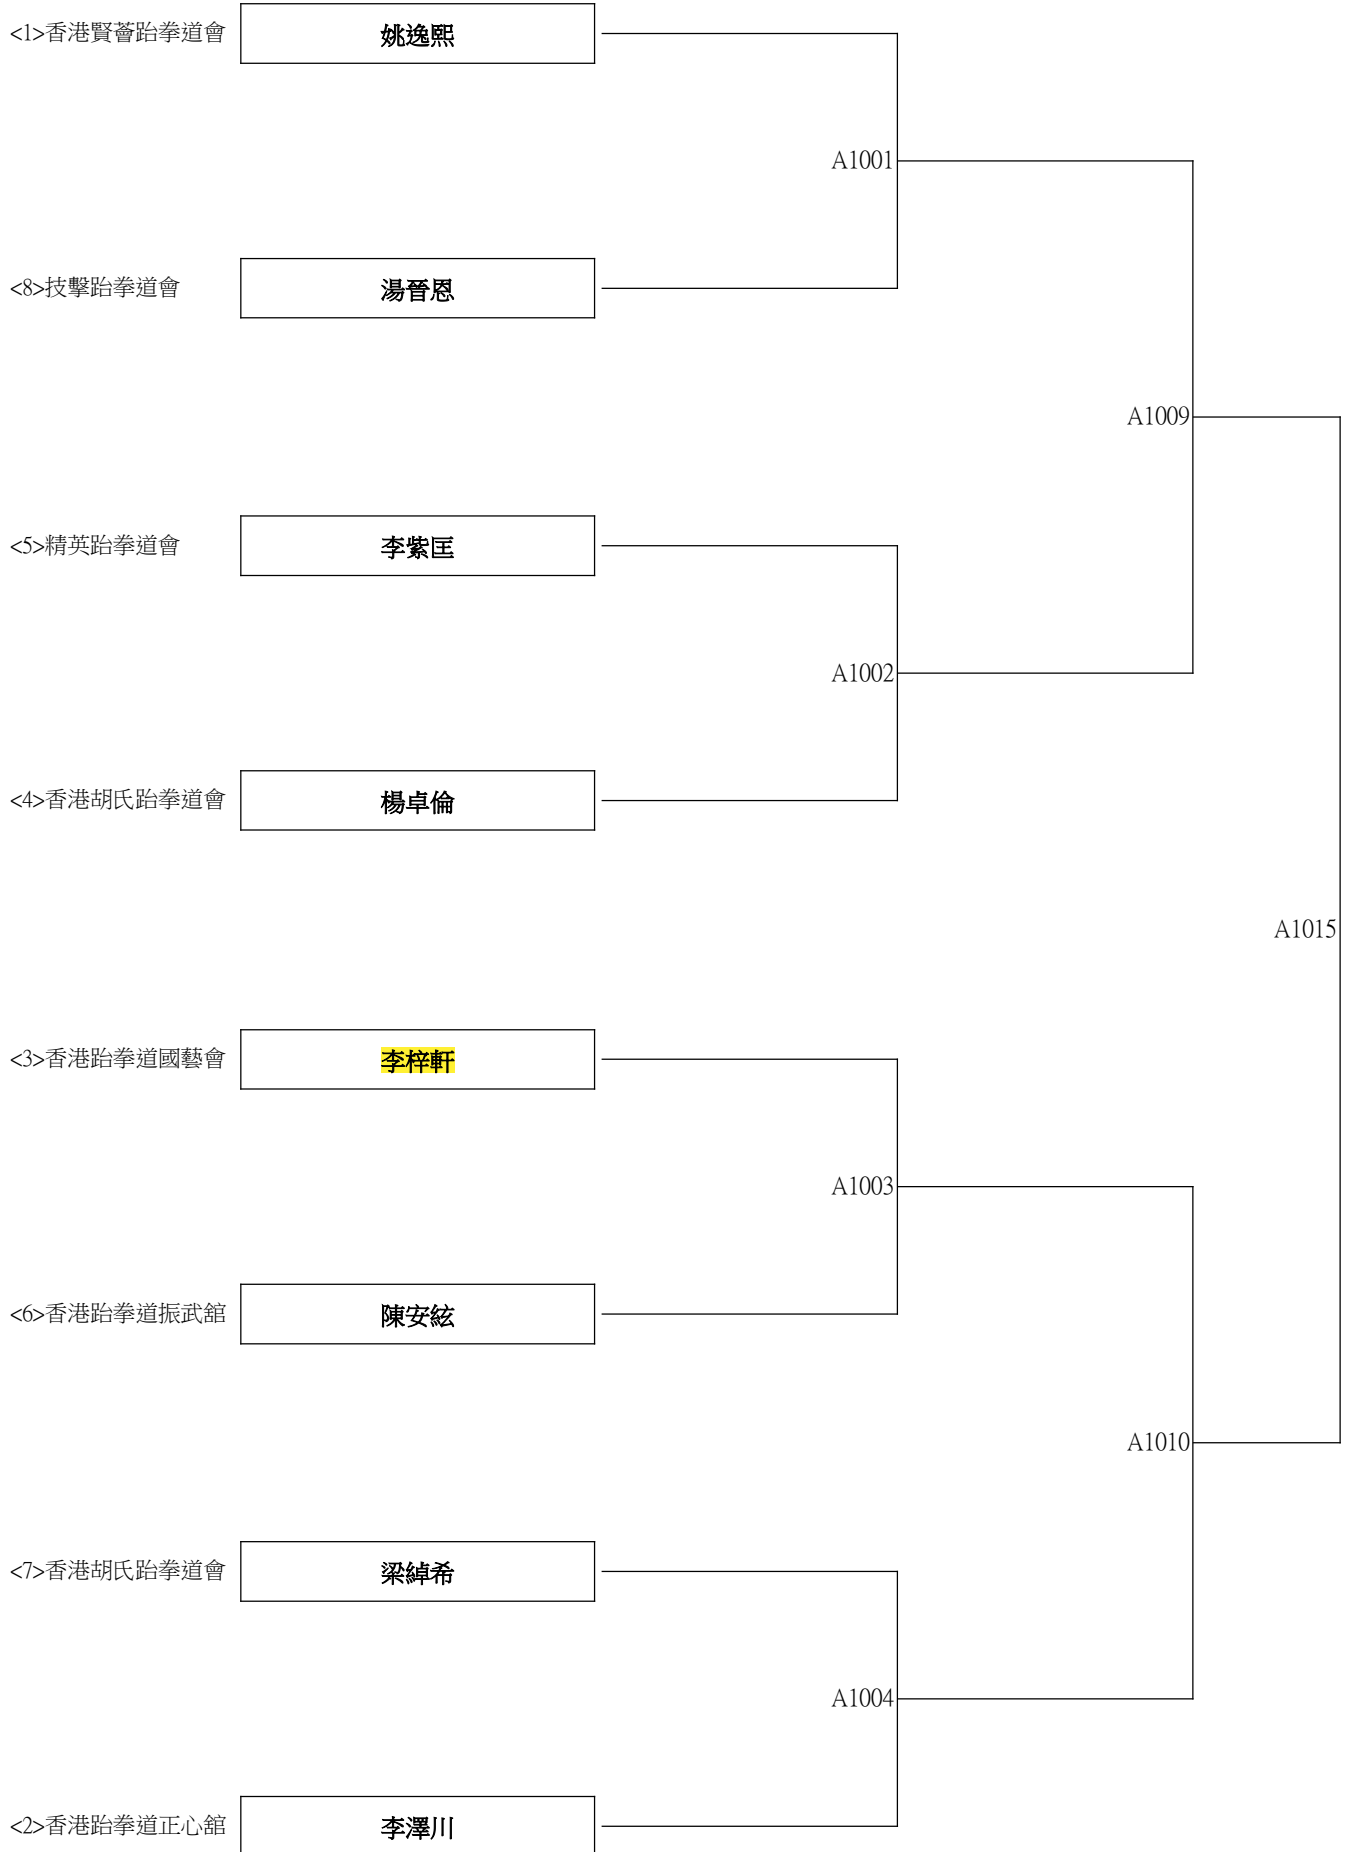 <1>香港賢薈跆拳道會 姚逸熙
A1001
<8>技擊跆拳道會 湯晉恩
A1009
<5>精英跆拳道會 李紫匡
A1002
<4>香港胡氏跆拳道會 楊卓倫
A1015
<3>香港跆拳道國藝會 李梓軒
A1003
<6>香港跆拳道振武舘 陳安絃
A1010
<7>香港胡氏跆拳道會 梁綽希
A1004
<2>香港跆拳道正心舘 李澤川